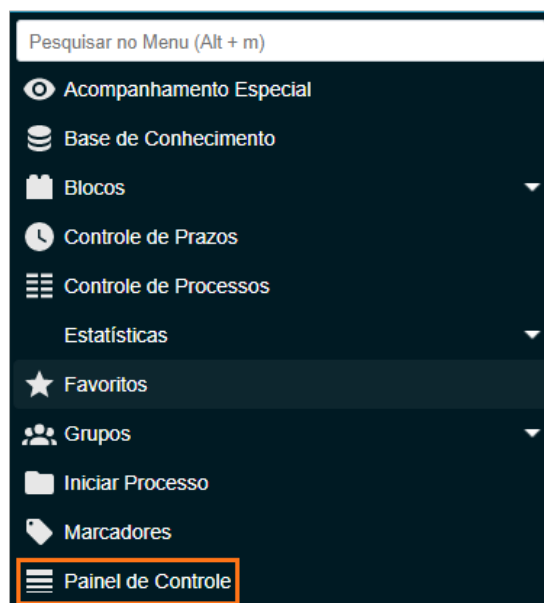 Pesquisar no Menu (Alt + m)
Acompanhamento Especial
Base de Conhecimento
Blocos
Controle de Prazos
Controle de Processos
Estatísticas
Favoritos
Grupos
Iniciar Processo
Marcadores
Painel de Controle